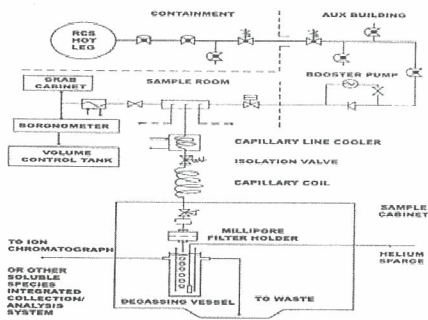 CONTAINMENT
AUX BUILDING
RCS
HOT
LEG
GRAB
CABINET
SAMPLE ROOM
BOOSTER PUMP
BORONOMETER
VOLUME
CONTROL TANK
CAPILLARY LINE COOLER
ISOLATION VALVE
CAPILLARY COIL
SAMPLE
CABINET
MILLIPORE
FILTER HOLDER
TO ION
CHROMATOGRAPH
HELIUM
SPARGE
OR OTHER
SOLUBLE
SPECIES
INTEGRATED
COLLECTION/
ANALYSIS
SYSTEM
DEGASSING VESSEL
TO WASTE